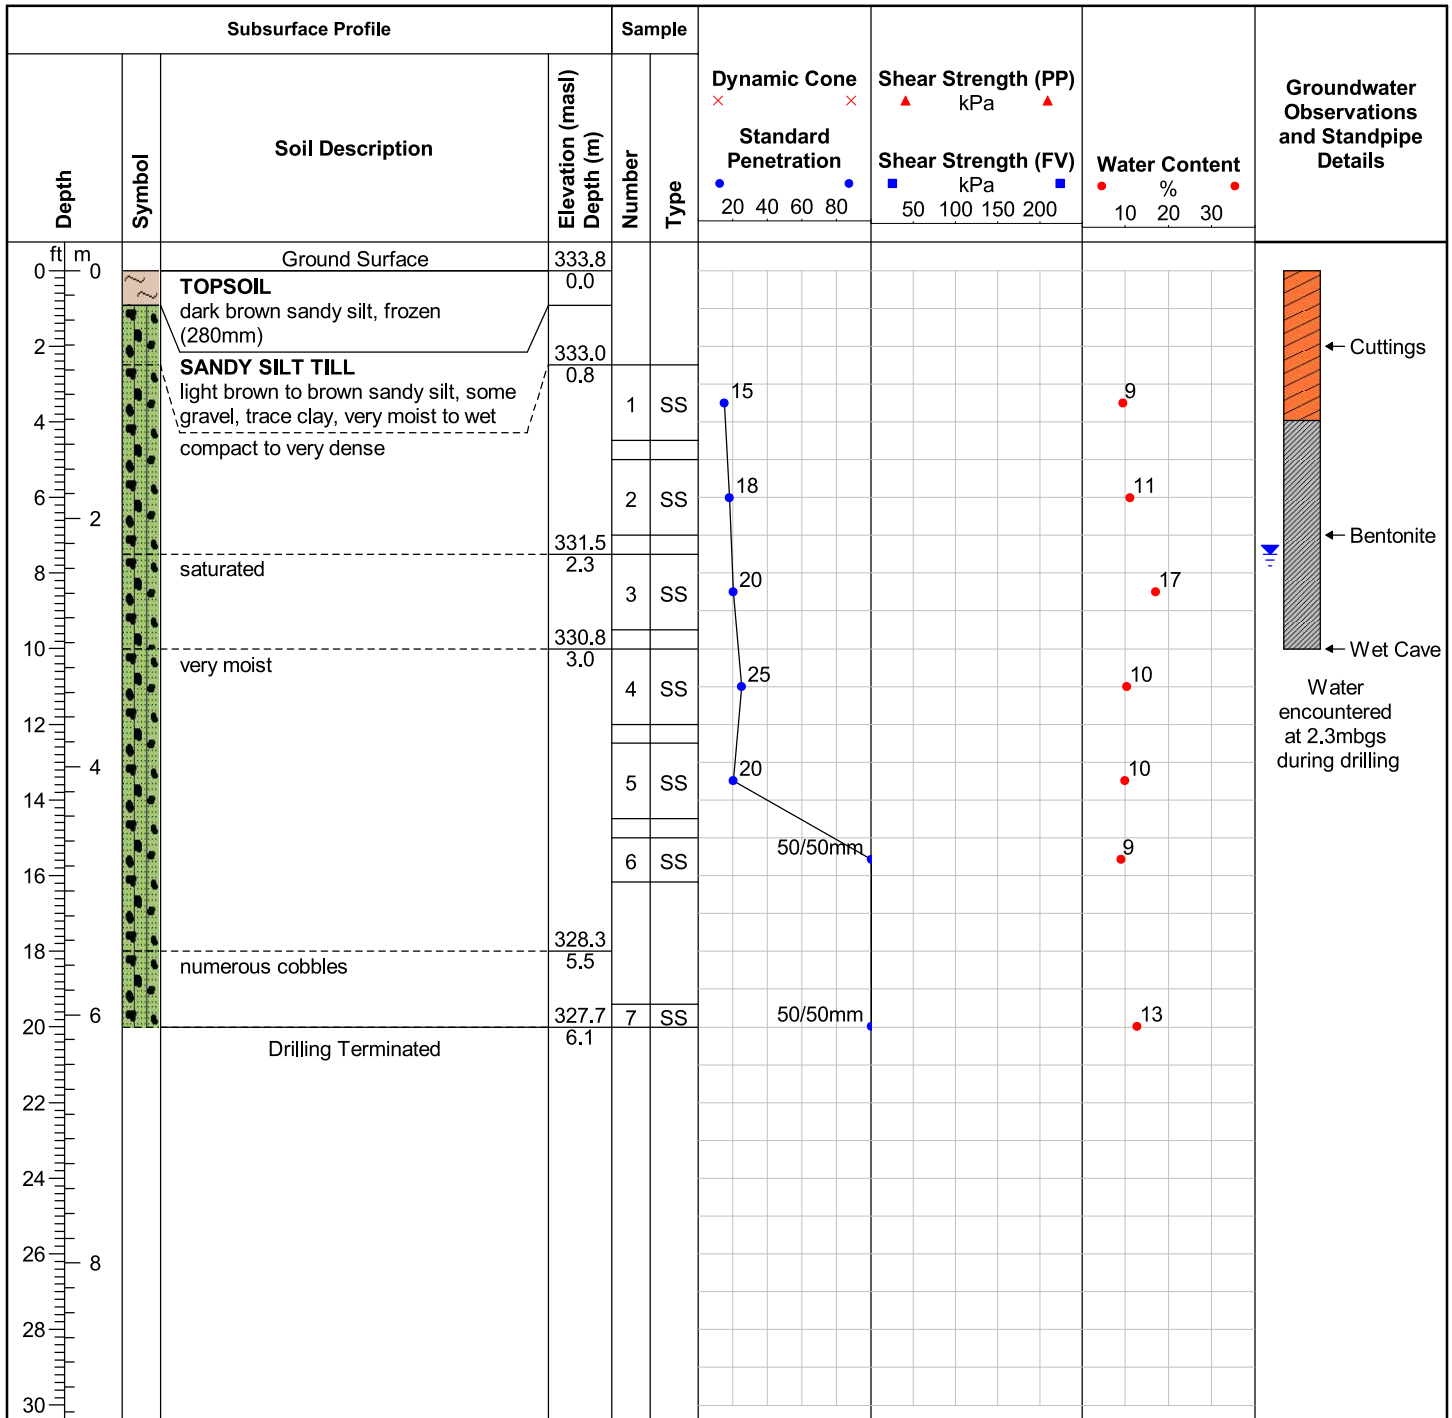 Subsurface Profile
Sample
Depth
Symbol
Soil Description
Elevation (masl)
Depth (m)
Number
Type
Dynamic Cone
Standard
Penetration
20 40 60 80
Shear Strength (PP)
kPa
Shear Strength (FV)
kPa
50 100 150 200
Water Content
%
10 20 30
Groundwater
Observations
and Standpipe
Details
ft m
0 0
2
4
6
2
8
10
12
4
14
16
18
6
20
22
24
26
8
28
30
Ground Surface
333.8
0.0
TOPSOIL
dark brown sandy silt, frozen
(280mm)
333.0
0.8
SANDY SILT TILL
light brown to brown sandy silt, some
gravel, trace clay, very moist to wet
compact to very dense
331.5
2.3
saturated
330.8
3.0
very moist
328.3
5.5
numerous cobbles
327.7
6.1
Drilling Terminated
1 SS 15 9
2 SS 18 11
3 SS 20 17
4 SS 25 10
5 SS 20 10
6 SS 50/50mm 9
7 SS 50/50mm 13
Cuttings
Bentonite
Wet Cave
Water
encountered
at 2.3mbgs
during drilling